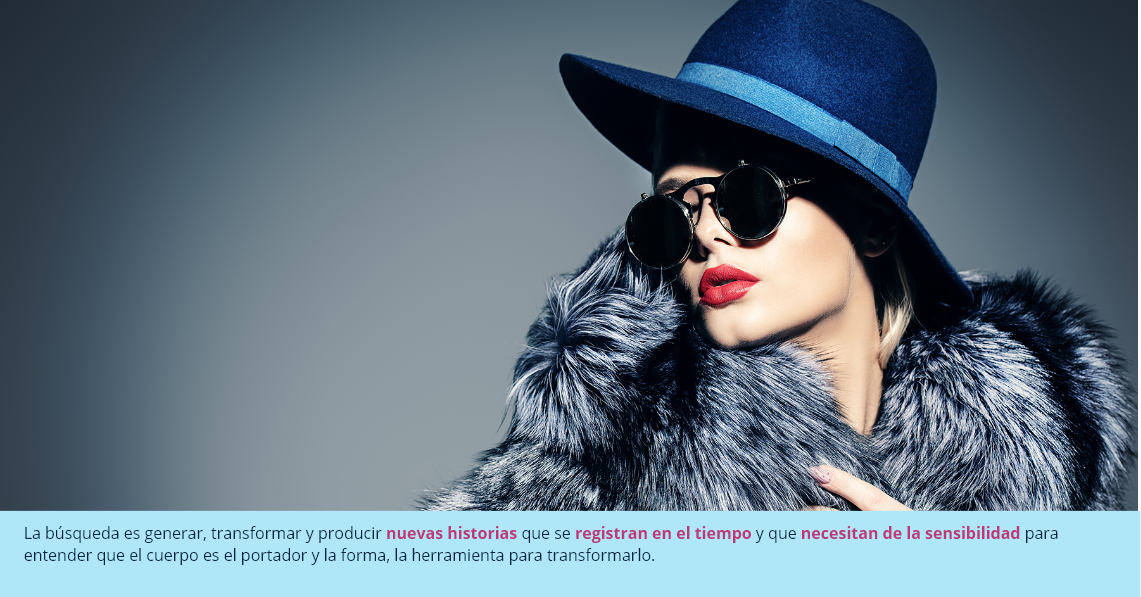 La búsqueda es generar, transformar y producir nuevas historias que se registran en el tiempo y que necesitan de la sensibilidad para
entender que el cuerpo es el portador y la forma, la herramienta para transformarlo.